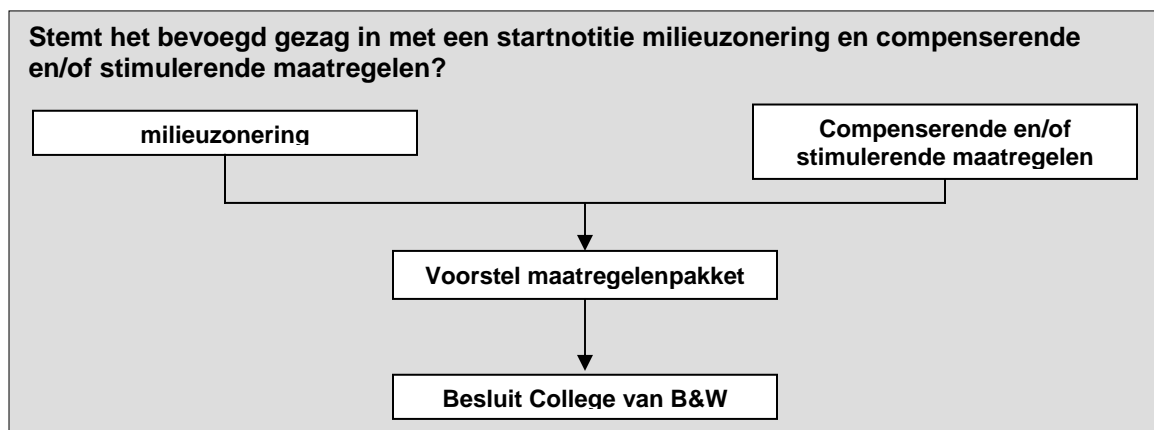 Stemt het bevoegd gezag in met een startnotitie milieuzonering en compenserende
en/of stimulerende maatregelen?
milieuzonering
Compenserende en/of
stimulerende maatregelen
Voorstel maatregelenpakket
Besluit College van B&W